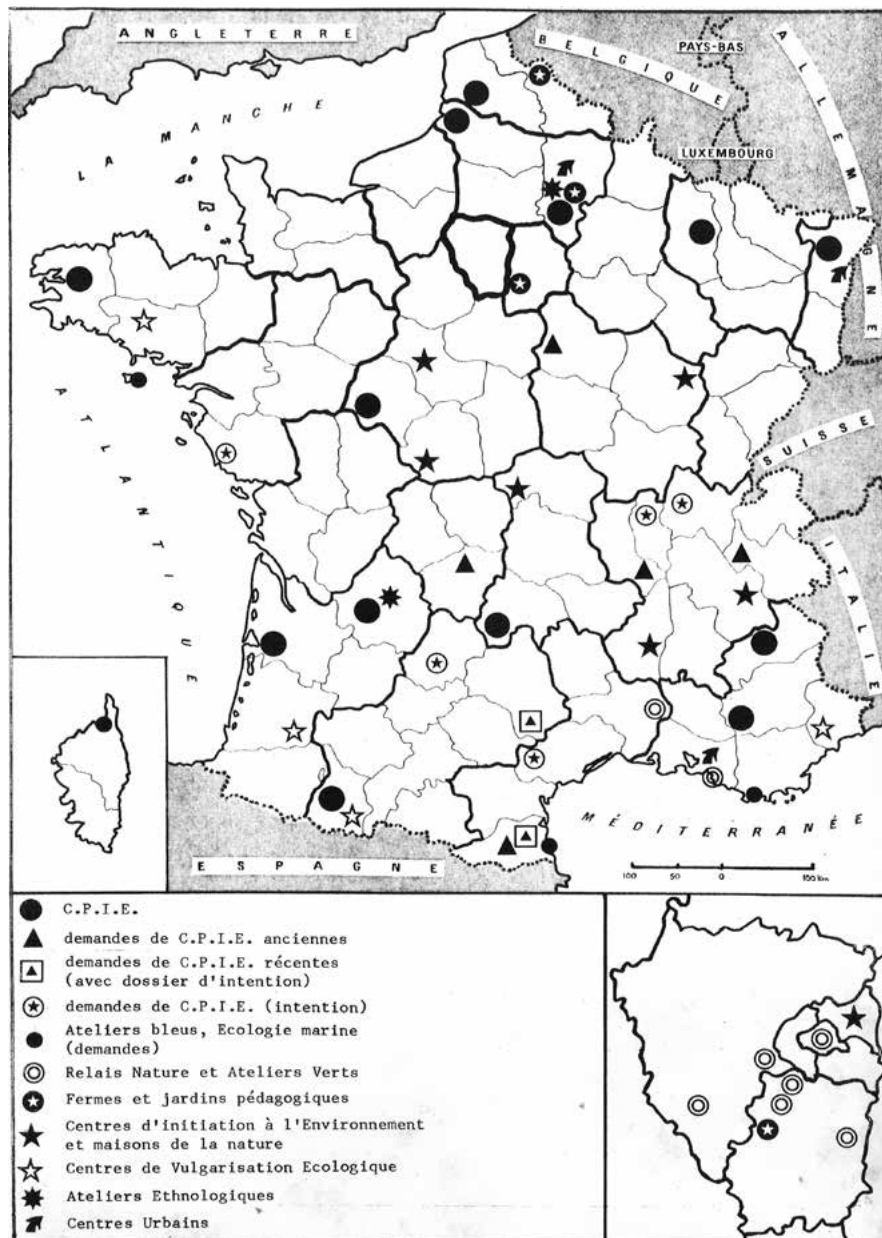 ANGLETERRE
BELGIQUE
PAYS-BAS
ALLEMAGNE
LA MANCHE
LUXEMBOURG
ATLANTIQUE
SUISSE
ITALIE
MÉDITERRANÉE
ESPAGNE
100 50 0 100 km
C.P.I.E.
demandes de C.P.I.E. anciennes
demandes de C.P.I.E. récentes
(avec dossier d'intention)
demandes de C.P.I.E. (intention)
Ateliers bleus, Ecologie marine
(demandes)
Relais Nature et Ateliers Verts
Fermes et jardins pédagogiques
Centres d'initiation à l'Environnement
et maisons de la nature
Centres de Vulgarisation Ecologique
Ateliers Ethnologiques
Centres Urbains